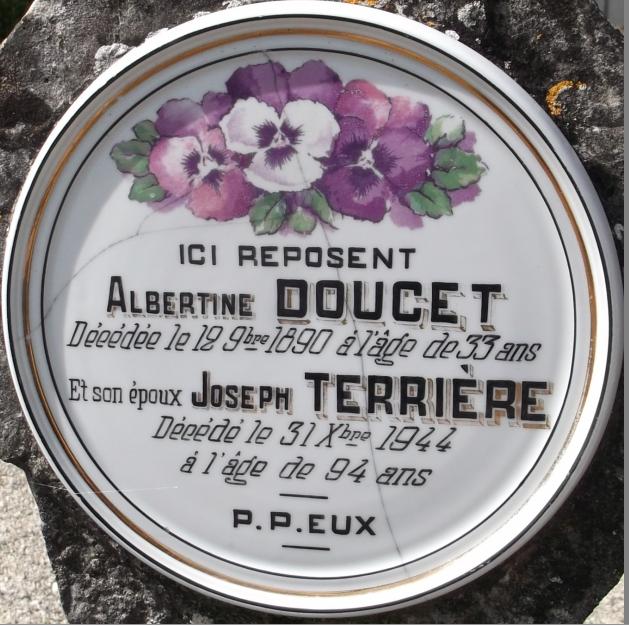 ICI REPOSENT
ALBERTINE DOUCET
Décédée le 12 9bre 1890 à l'âge de 33 ans
Et son époux JOSEPH TERRIÈRE
Décédé le 31 Xbre 1944
à l'âge de 94 ans
P.P.EUX